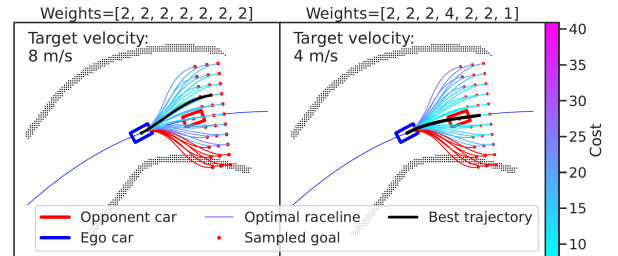 Weights=[2, 2, 2, 2, 2, 2, 2]
Weights=[2, 2, 2, 4, 2, 2, 1]
Target velocity:
8 m/s
Target velocity:
4 m/s
40
35
30
25
20
15
10
Cost
Opponent car
Optimal raceline
Best trajectory
Ego car
Sampled goal